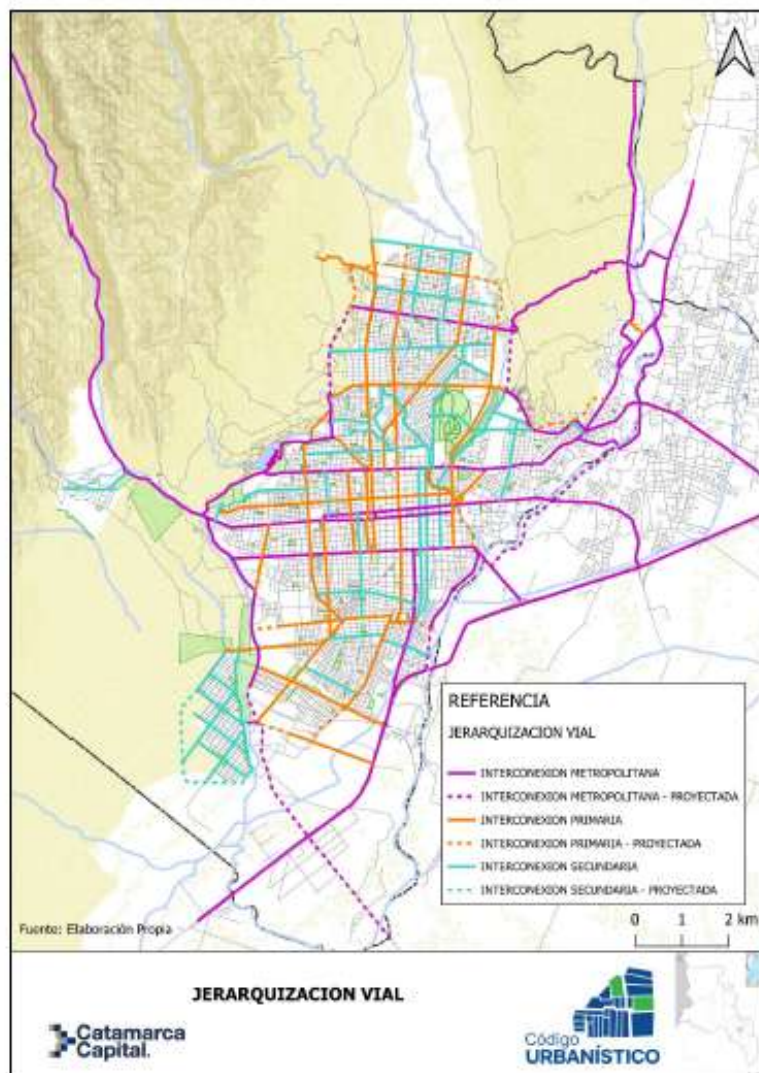 REFERENCIA
JERARQUIZACION VIAL
INTERCONEXION METROPOLITANA
INTERCONEXION METROPOLITANA - PROYECTADA
INTERCONEXION PRIMARIA
INTERCONEXION PRIMARIA - PROYECTADA
INTERCONEXION SECUNDARIA
INTERCONEXION SECUNDARIA - PROYECTADA
Fuente: Elaboración Propia
0 1 2 km
JERARQUIZACION VIAL
Catamarca
Capital.
Código
URBANÍSTICO